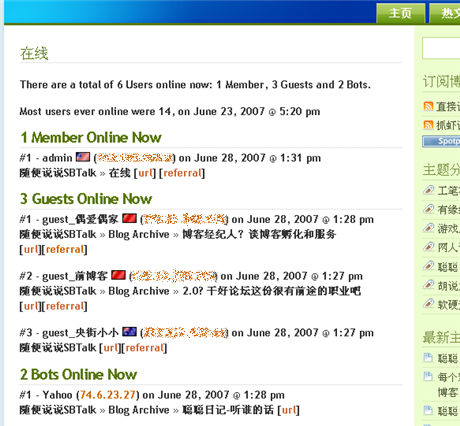 主页
在线
There are a total of 6 Users online now: 1 Member, 3 Guests and 2 Bots.
Most users ever online were 14, on June 23, 2007 @ 5:20 pm
1 Member Online Now
#1 - admin () on June 28, 2007 @ 1:31 pm
随便说说SBTalk » 在线 [url] [referral]
3 Guests Online Now
#1 - guest_偶爱偶家 () on June 28, 2007 @ 1:28 pm
随便说说SBTalk » Blog Archive » 博客经纪人? 谈博客孵化和服务
[url][referral]
#2 - guest_前博客 () on June 28, 2007 @ 1:27 pm
随便说说SBTalk » Blog Archive » 2.0? 干好论坛这份很有前途的职业吧
[url][referral]
#3 - guest_央街小小 () on June 28, 2007 @ 1:27 pm
随便说说SBTalk [url][referral]
2 Bots Online Now
#1 - Yahoo (74.6.23.27) on June 28, 2007 @ 1:28 pm
随便说说SBTalk » Blog Archive » 聪聪日记-听谁的话 [url]
订阅博
直接
抓虾
Spotp
主题分
工笔
有缘
游戏
网人
聪聪
胡说
软硬
最新主
聪聪
每个
博客
聪聪